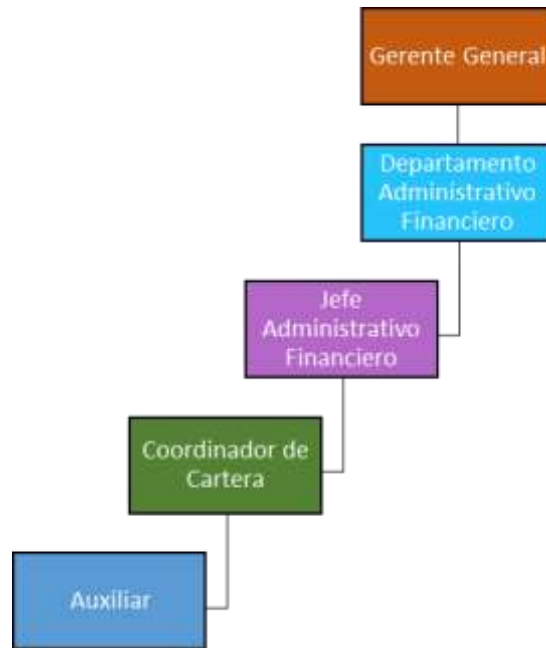 Gerente General
Departamento
Administrativo
Financiero
Jefe
Administrativo
Financiero
Coordinador de
Cartera
Auxiliar